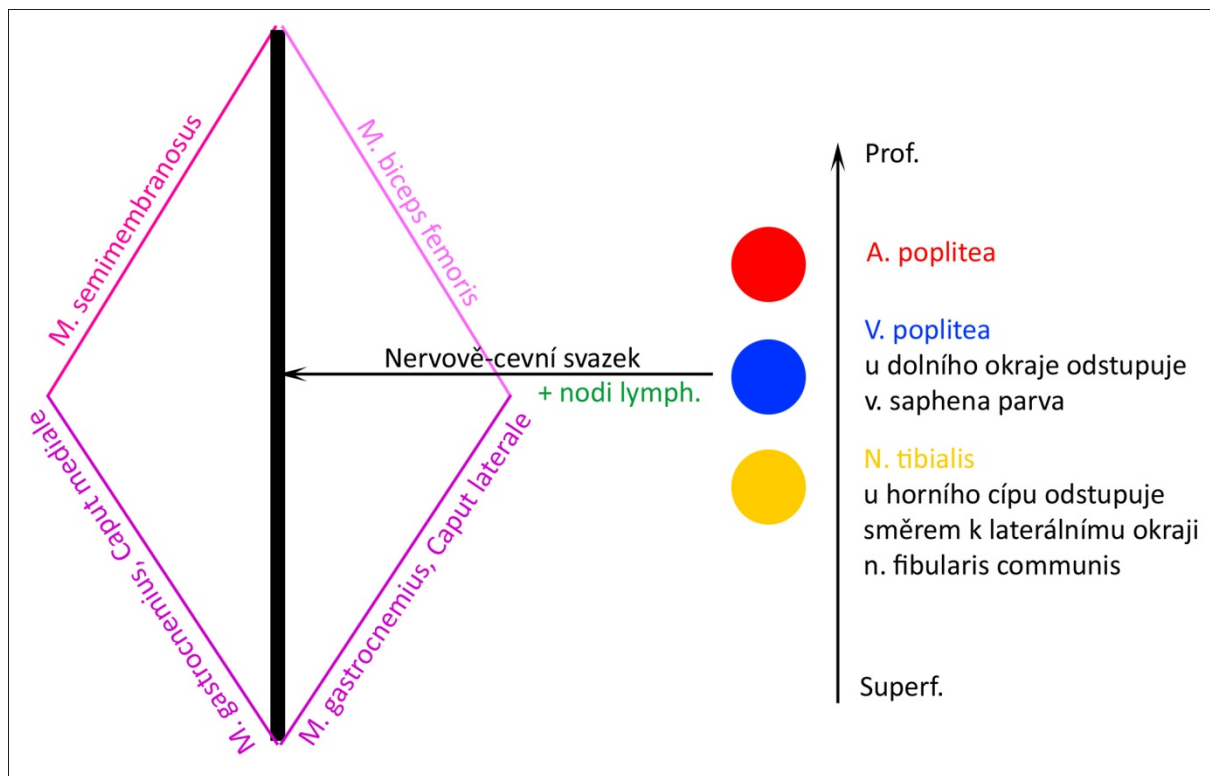 M. semimembranosus
M. biceps femoris
Nervově-cevní svazek
+ nodi lymph.
M. gastrocnemius, Caput mediale
M. gastrocnemius, Caput laterale
Prof.
A. poplitea
V. poplitea
u dolního okraje odstupuje
v. saphena parva
N. tibialis
u horního cípu odstupuje
směrem k laterálnímu okraji
n. fibularis communis
Superf.